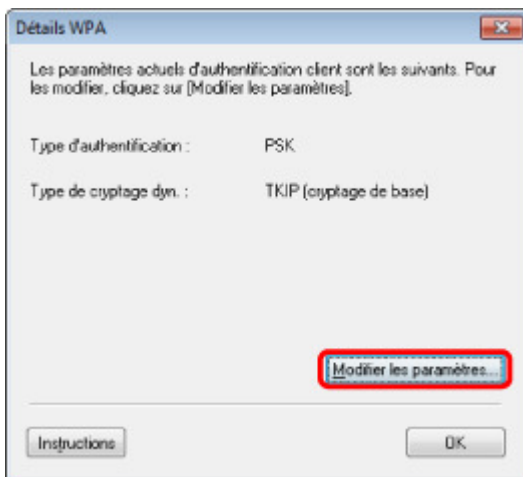 Détails WPA
Les paramètres actuels d'authentification client sont les suivants. Pour
les modifier, cliquez sur [Modifier les paramètres].
Type d'authentification : PSK
Type de cryptage dyn. : TKIP (cryptage de base)
Modifier les paramètres...
Instructions OK